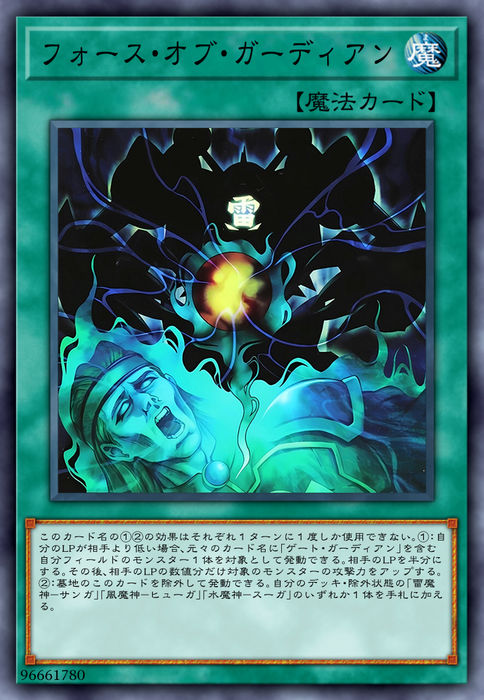 フォース・オブ・ガーディアン 魔
【魔法カード】
雷
このカード名の①②の効果はそれぞれ1ターンに1度しか使用できない。①：自
分のLPが相手より低い場合、元々のカード名に「ゲート・ガーディアン」を含む
自分フィールドのモンスター1体を対象として発動できる。相手のLPを半分に
する。その後、相手のLPの数値分だけ対象のモンスターの攻撃力をアップする。
②：墓地のこのカードを除外して発動できる。自分のデッキ・除外状態の「雷魔
神－サンガ」「風魔神－ヒューガ」「水魔神－スーガ」のいずれか1体を手札に加え
る。
96661780